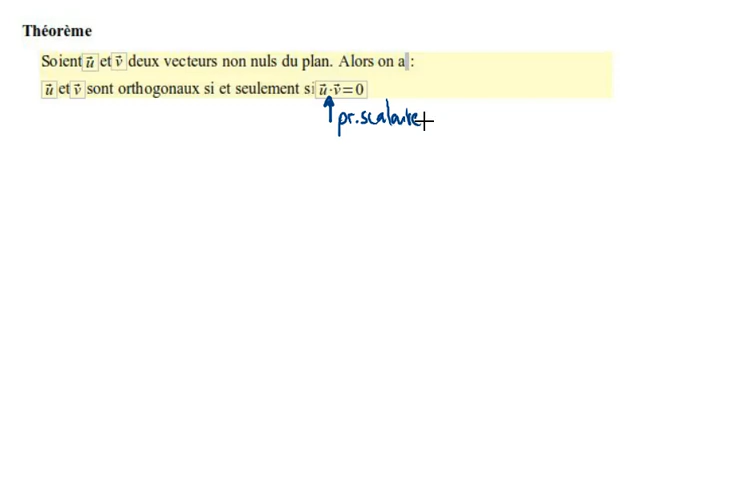 Théorème
Soient u⃗ et v⃗ deux vecteurs non nuls du plan. Alors on a :
u⃗ et v⃗ sont orthogonaux si et seulement si u⃗·v⃗=0
pr.scalaire